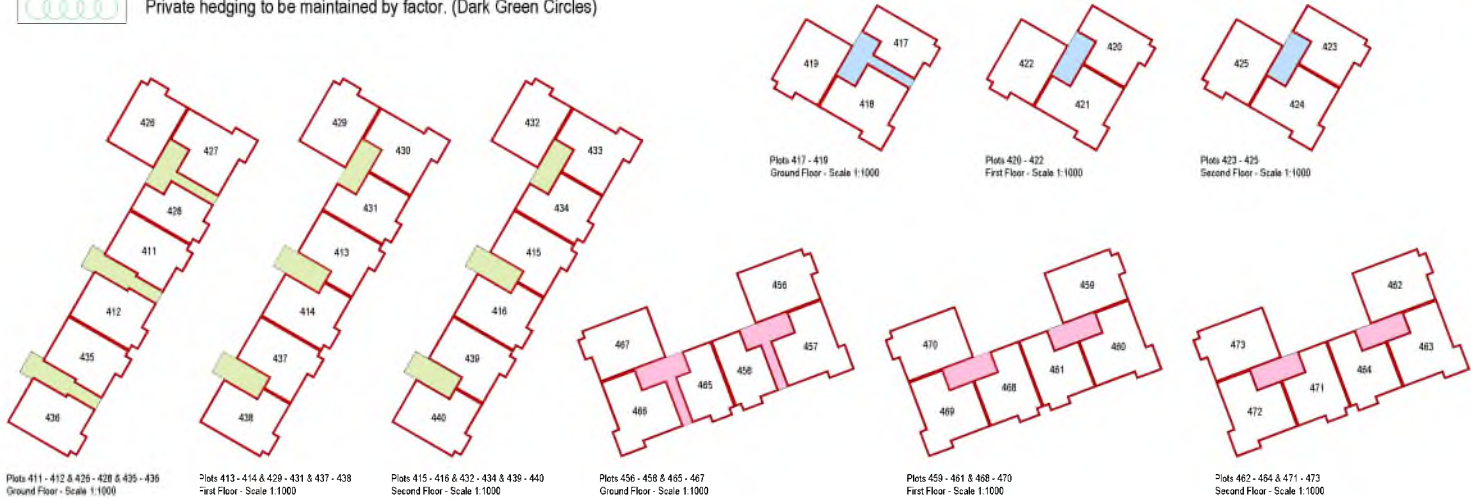 Private hedging to be maintained by factor. (Dark Green Circles)
417
419
418
420
422
421
423
425
424
Plots 417 - 419
Ground Floor - Scale 1:1000
Plots 420 - 422
First Floor - Scale 1:1000
Plots 423 - 425
Second Floor - Scale 1:1000
426
427
428
411
412
435
436
429
430
431
413
414
437
438
432
433
434
415
416
439
440
456
467
457
458
465
466
459
470
460
461
468
469
462
473
463
464
471
472
Plots 411 - 412 & 426 - 428 & 435 - 436
Ground Floor - Scale 1:1000
Plots 413 - 414 & 429 - 431 & 437 - 438
First Floor - Scale 1:1000
Plots 415 - 416 & 432 - 434 & 439 - 440
Second Floor - Scale 1:1000
Plots 456 - 458 & 465 - 467
Ground Floor - Scale 1:1000
Plots 459 - 461 & 468 - 470
First Floor - Scale 1:1000
Plots 462 - 464 & 471 - 473
Second Floor - Scale 1:1000